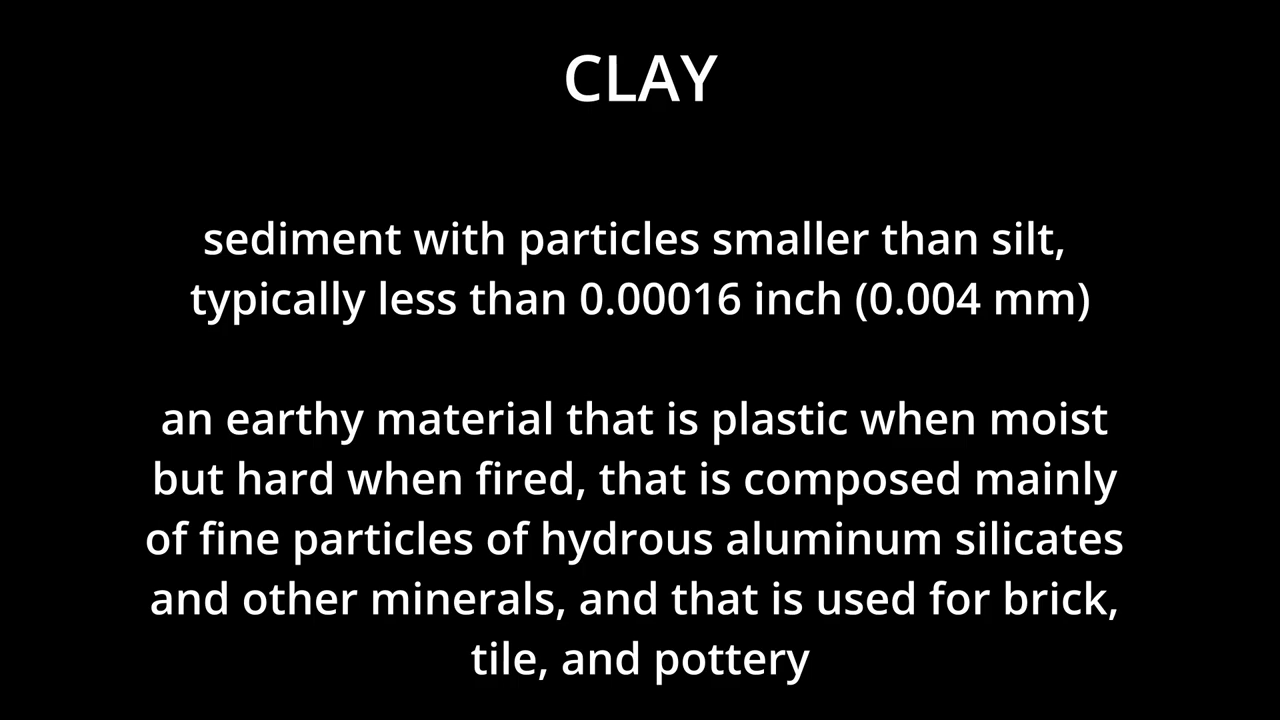 CLAY
sediment with particles smaller than silt,
typically less than 0.00016 inch (0.004 mm)
an earthy material that is plastic when moist
but hard when fired, that is composed mainly
of fine particles of hydrous aluminum silicates
and other minerals, and that is used for brick,
tile, and pottery